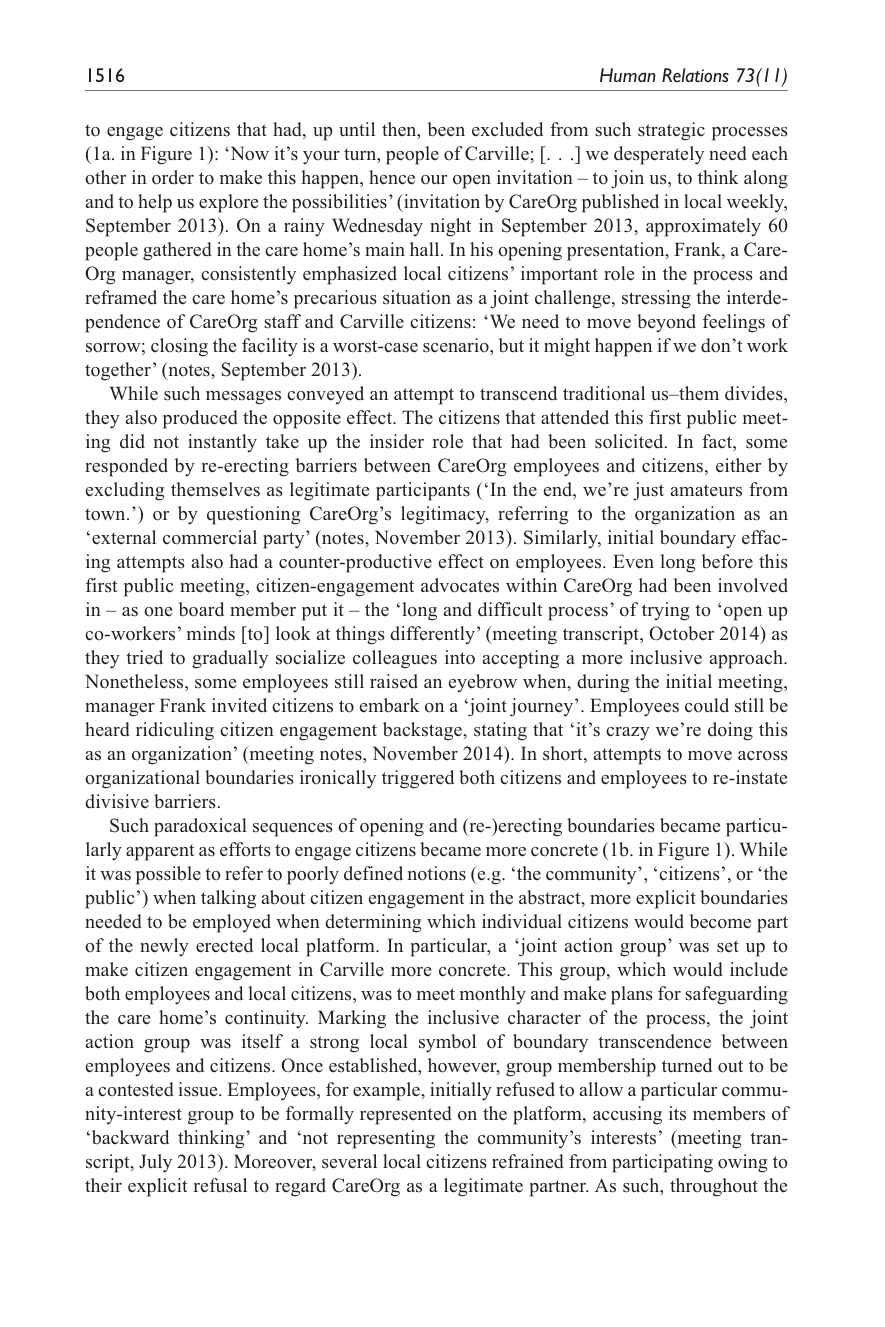 1516
Human Relations 73(11)
to engage citizens that had, up until then, been excluded from such strategic processes
(1a. in Figure 1): ‘Now it’s your turn, people of Carville; [. . .] we desperately need each
other in order to make this happen, hence our open invitation – to join us, to think along
and to help us explore the possibilities’ (invitation by CareOrg published in local weekly,
September 2013). On a rainy Wednesday night in September 2013, approximately 60
people gathered in the care home’s main hall. In his opening presentation, Frank, a Care-
Org manager, consistently emphasized local citizens’ important role in the process and
reframed the care home’s precarious situation as a joint challenge, stressing the interde-
pendence of CareOrg staff and Carville citizens: ‘We need to move beyond feelings of
sorrow; closing the facility is a worst-case scenario, but it might happen if we don’t work
together’ (notes, September 2013).
While such messages conveyed an attempt to transcend traditional us–them divides,
they also produced the opposite effect. The citizens that attended this first public meet-
ing did not instantly take up the insider role that had been solicited. In fact, some
responded by re-erecting barriers between CareOrg employees and citizens, either by
excluding themselves as legitimate participants (‘In the end, we’re just amateurs from
town.’) or by questioning CareOrg’s legitimacy, referring to the organization as an
‘external commercial party’ (notes, November 2013). Similarly, initial boundary effac-
ing attempts also had a counter-productive effect on employees. Even long before this
first public meeting, citizen-engagement advocates within CareOrg had been involved
in – as one board member put it – the ‘long and difficult process’ of trying to ‘open up
co-workers’ minds [to] look at things differently’ (meeting transcript, October 2014) as
they tried to gradually socialize colleagues into accepting a more inclusive approach.
Nonetheless, some employees still raised an eyebrow when, during the initial meeting,
manager Frank invited citizens to embark on a ‘joint journey’. Employees could still be
heard ridiculing citizen engagement backstage, stating that ‘it’s crazy we’re doing this
as an organization’ (meeting notes, November 2014). In short, attempts to move across
organizational boundaries ironically triggered both citizens and employees to re-instate
divisive barriers.
Such paradoxical sequences of opening and (re-)erecting boundaries became particu-
larly apparent as efforts to engage citizens became more concrete (1b. in Figure 1). While
it was possible to refer to poorly defined notions (e.g. ‘the community’, ‘citizens’, or ‘the
public’) when talking about citizen engagement in the abstract, more explicit boundaries
needed to be employed when determining which individual citizens would become part
of the newly erected local platform. In particular, a ‘joint action group’ was set up to
make citizen engagement in Carville more concrete. This group, which would include
both employees and local citizens, was to meet monthly and make plans for safeguarding
the care home’s continuity. Marking the inclusive character of the process, the joint
action group was itself a strong local symbol of boundary transcendence between
employees and citizens. Once established, however, group membership turned out to be
a contested issue. Employees, for example, initially refused to allow a particular commu-
nity-interest group to be formally represented on the platform, accusing its members of
‘backward thinking’ and ‘not representing the community’s interests’ (meeting tran-
script, July 2013). Moreover, several local citizens refrained from participating owing to
their explicit refusal to regard CareOrg as a legitimate partner. As such, throughout the